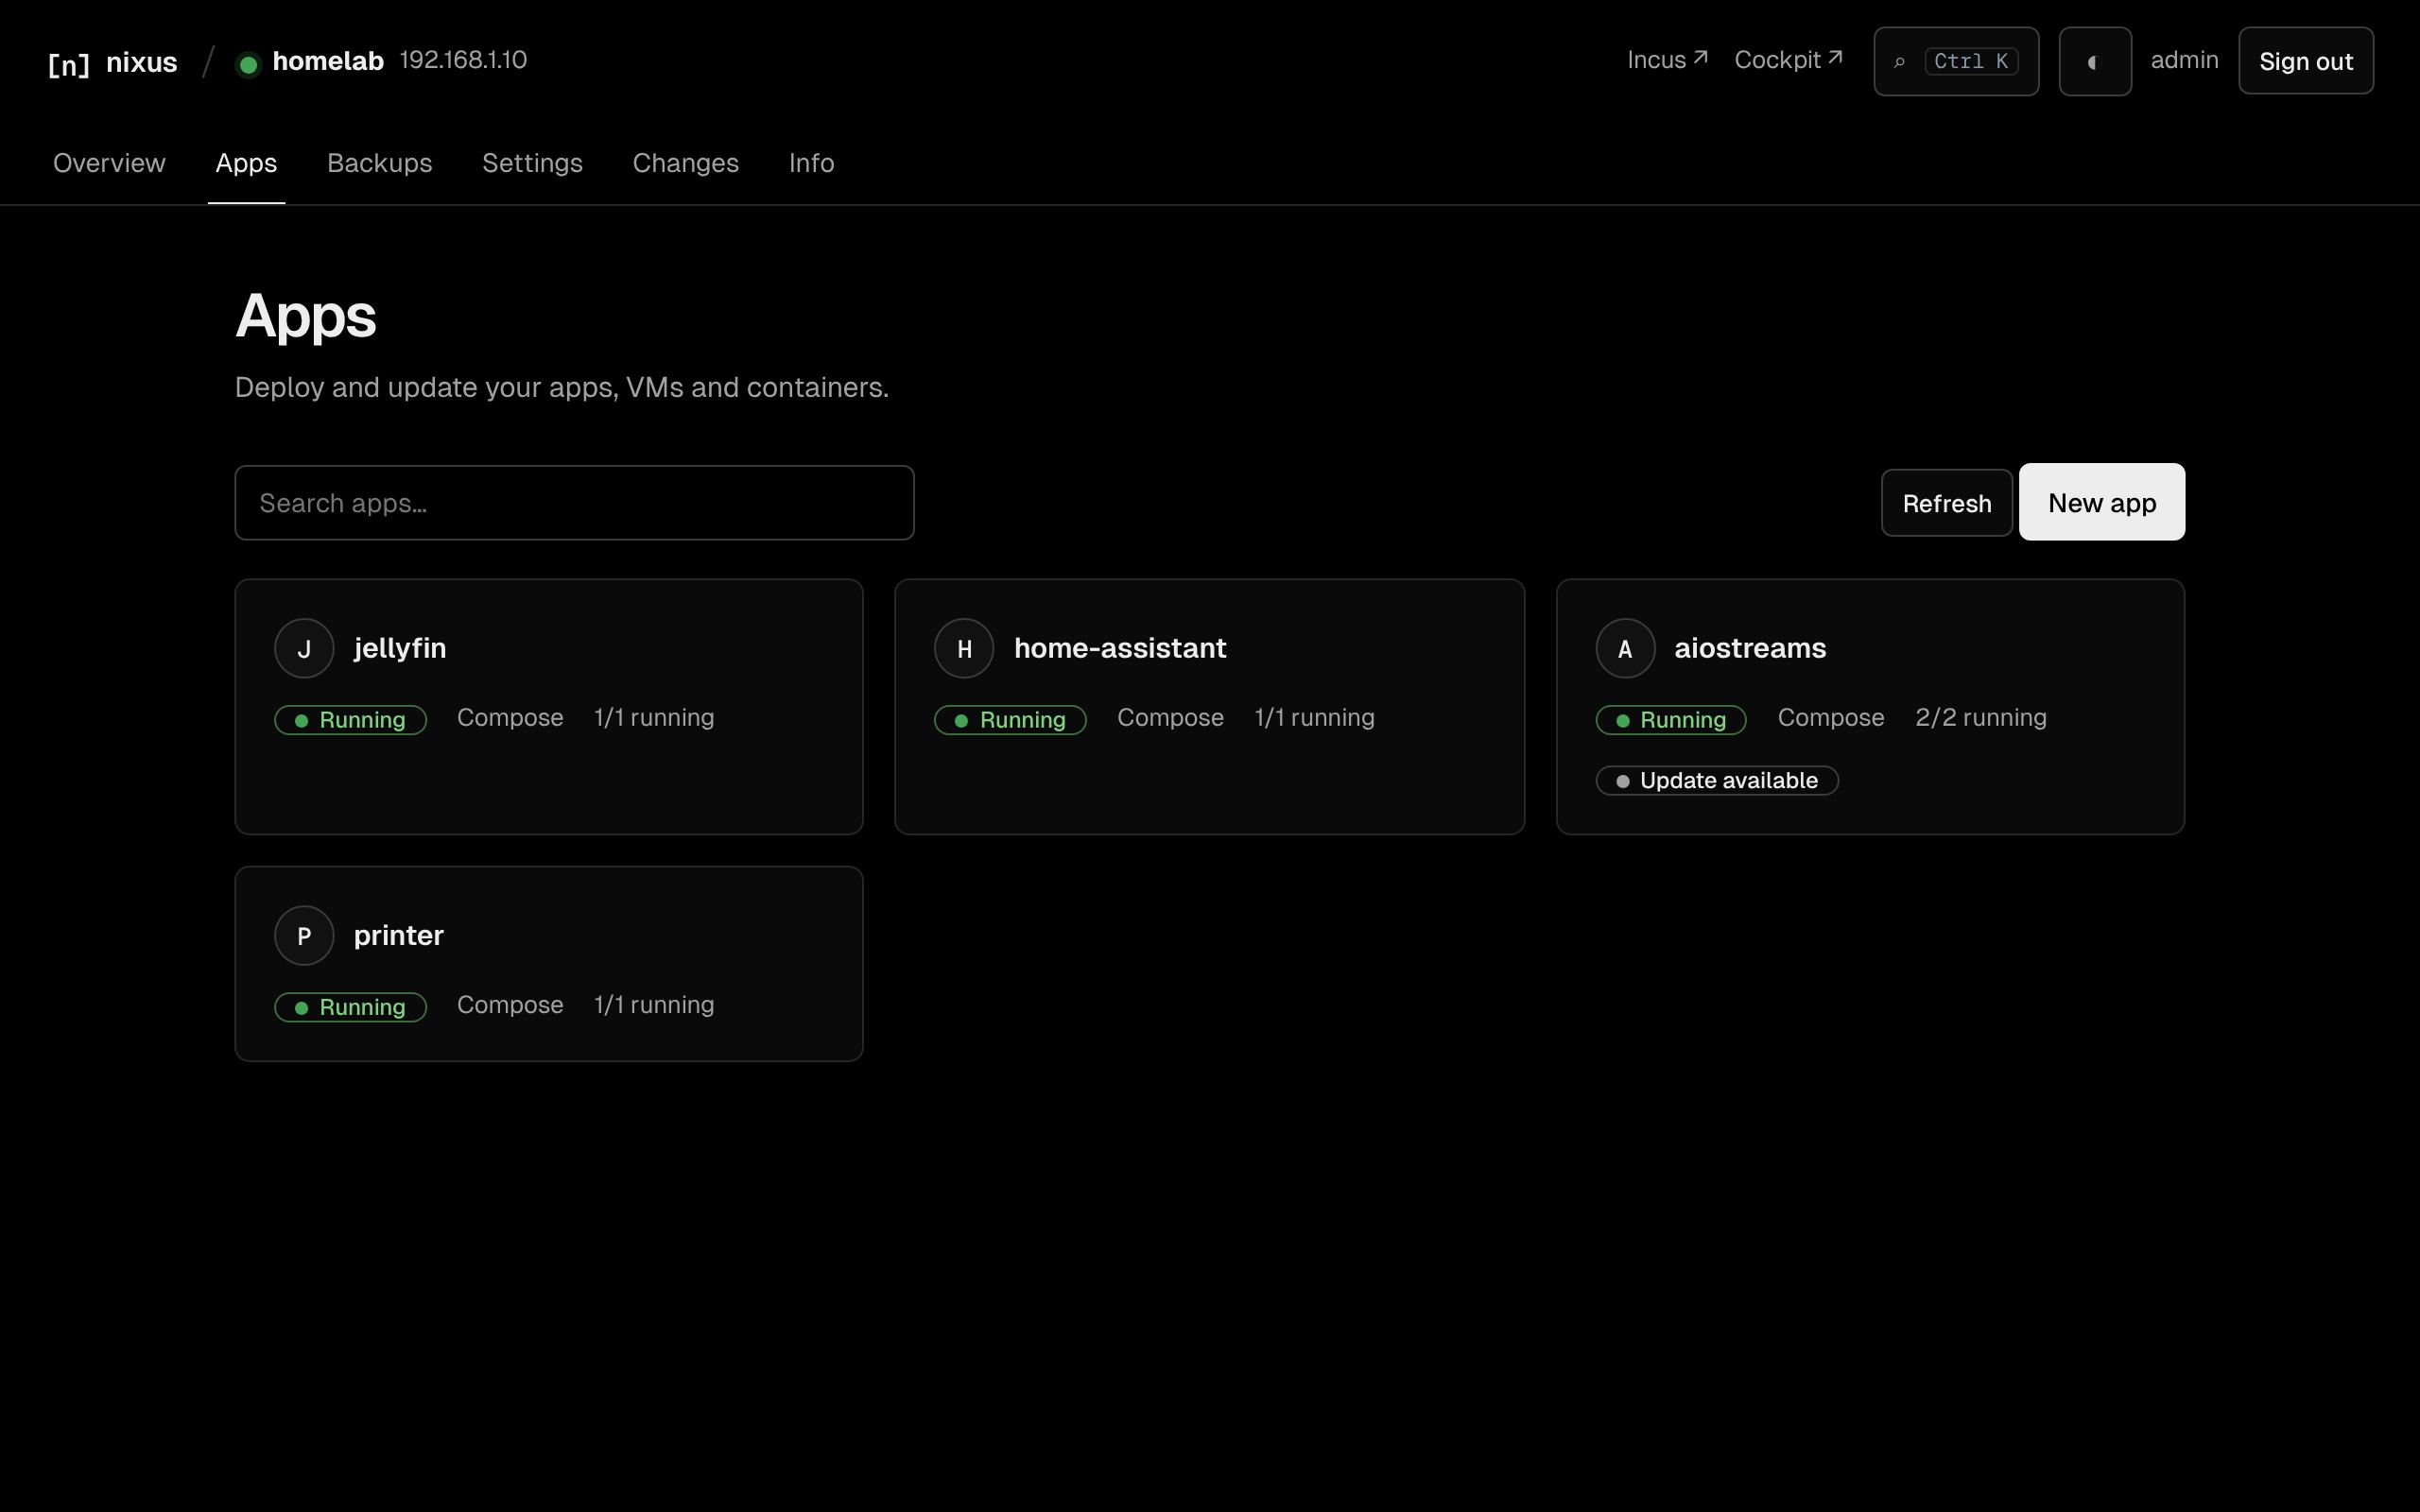 [n] nixus / homelab 192.168.1.10 Incus↗ Cockpit↗ ⌕ Ctrl K admin Sign out
Overview Apps Backups Settings Changes Info
Apps
Deploy and update your apps, VMs and containers.
Search apps… Refresh New app
J jellyfin
Running Compose 1/1 running
H home-assistant
Running Compose 1/1 running
A aiostreams
Running Compose 2/2 running
Update available
P printer
Running Compose 1/1 running